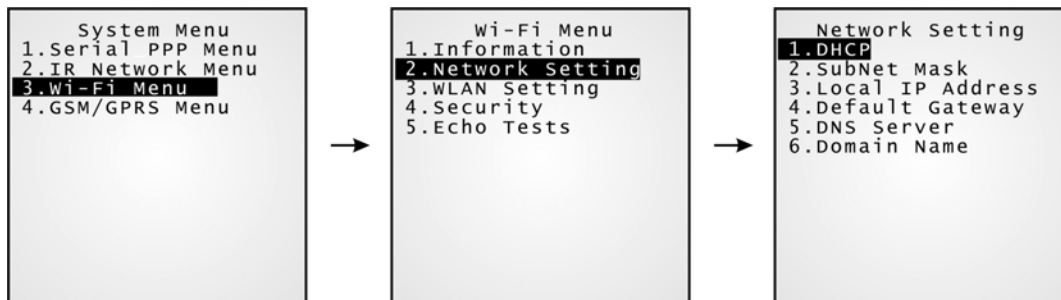 System Menu
1.Serial PPP Menu
2.IR Network Menu
3.Wi-Fi Menu
4.GSM/GPRS Menu
Wi-Fi Menu
1.Information
2.Network Setting
3.WLAN Setting
4.Security
5.Echo Tests
Network Setting
1.DHCP
2.SubNet Mask
3.Local IP Address
4.Default Gateway
5.DNS Server
6.Domain Name